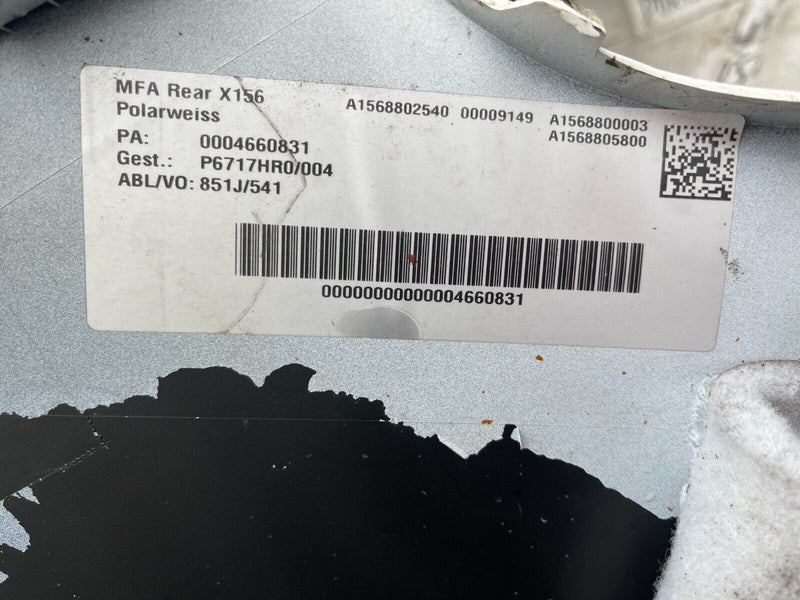 MFA Rear X156
Polarweiss
A1568802540 00009149 A1568800003
A1568805800
PA: 0004660831
Gest.: P6717HR0/004
ABL/VO: 851J/541
00000000000004660831